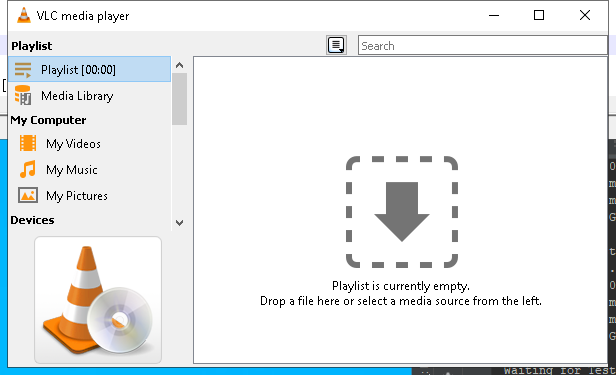 VLC media player
Playlist
Search
Playlist [00:00]
Media Library
My Computer
My Videos
My Music
My Pictures
Devices
Playlist is currently empty.
Drop a file here or select a media source from the left.
Waiting for